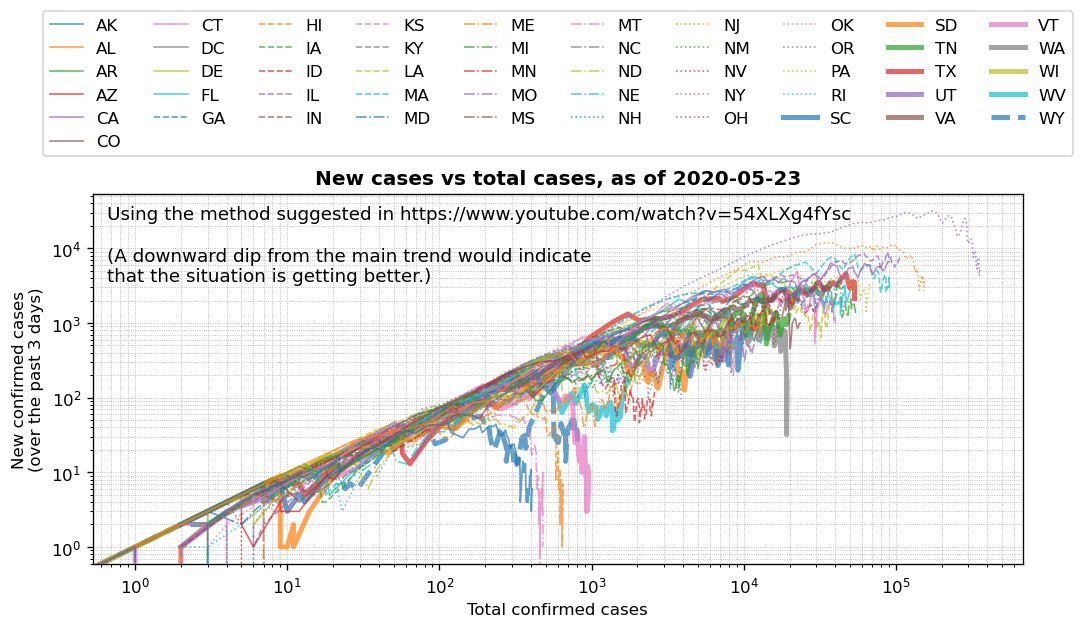 AK CT HI KS ME MT NJ OK SD VT
AL DC IA KY MI NC NM OR TN WA
AR DE ID LA MN ND NV PA TX WI
AZ FL IL MA MO NE NY RI UT WV
CA GA IN MD MS NH OH SC VA WY
CO
New cases vs total cases, as of 2020-05-23
Using the method suggested in https://www.youtube.com/watch?v=54XLXg4fYsc
(A downward dip from the main trend would indicate
that the situation is getting better.)
New confirmed cases
(over the past 3 days)
10⁴
10³
10²
10¹
10⁰
10⁰ 10¹ 10² 10³ 10⁴ 10⁵
Total confirmed cases